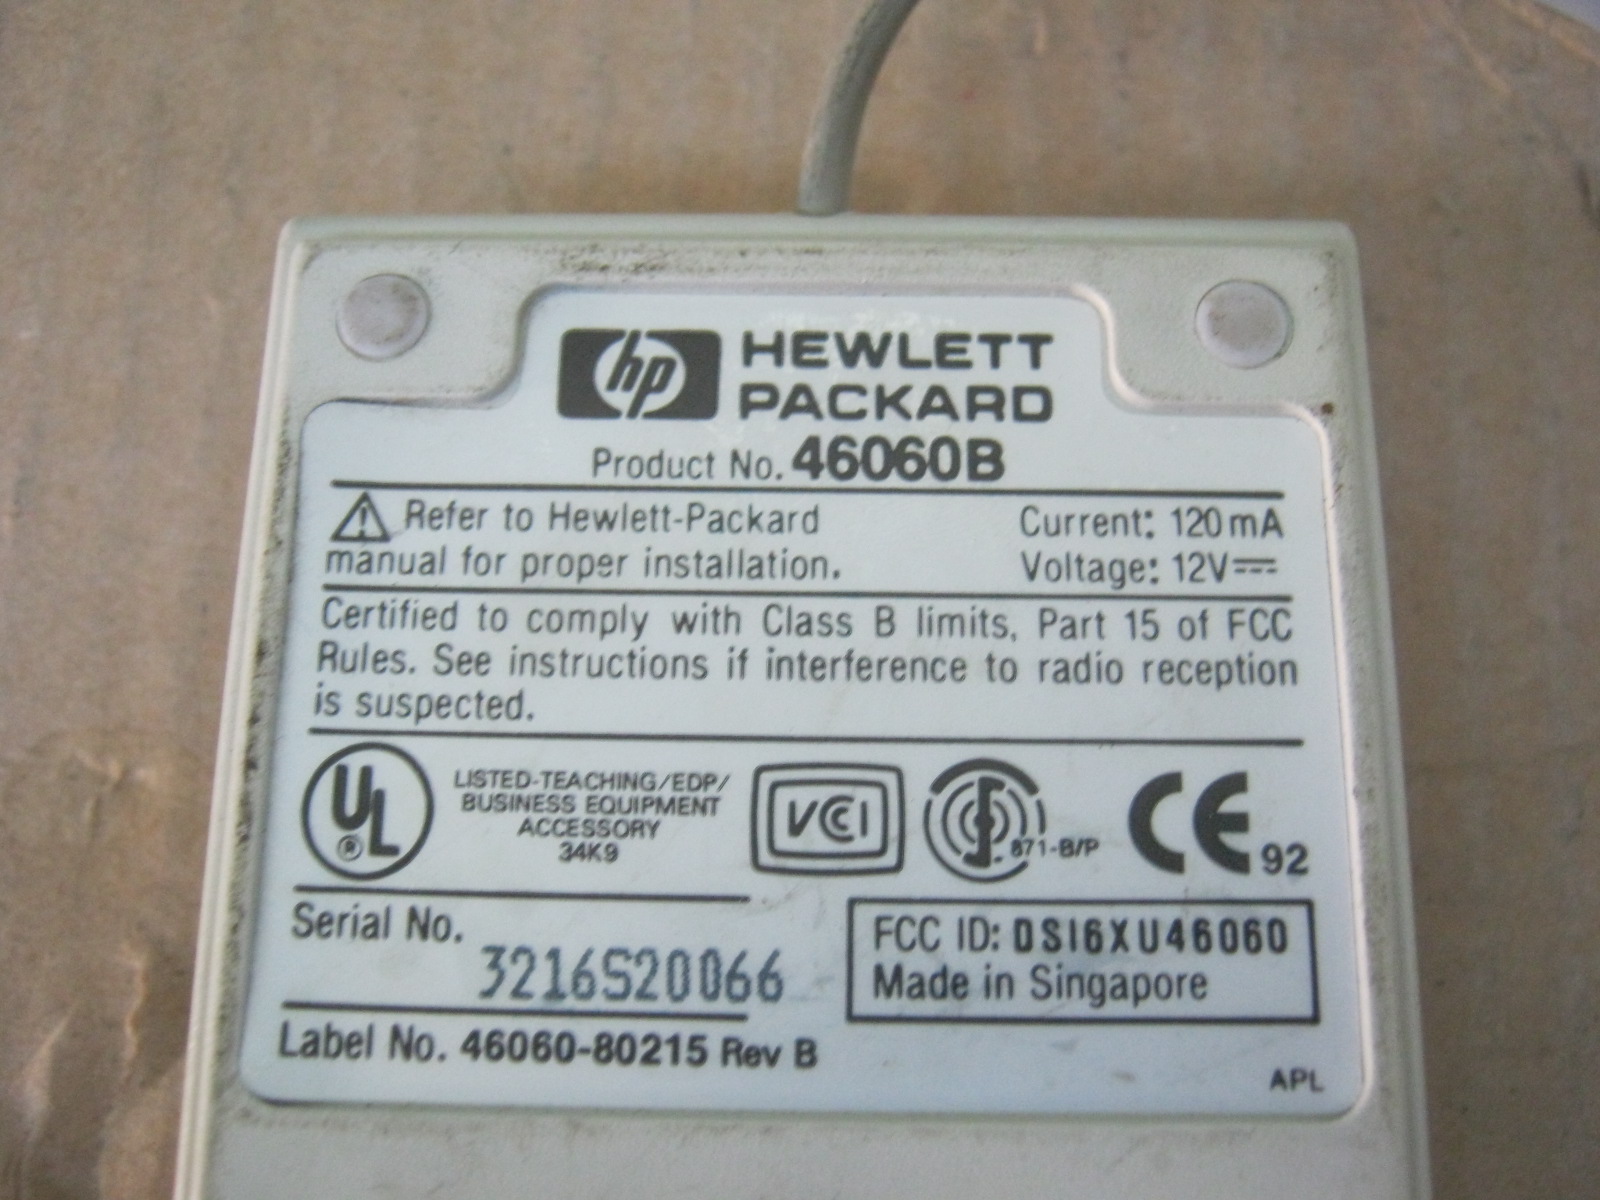 hp HEWLETT
PACKARD
Product No. 46060B
Refer to Hewlett-Packard
manual for proper installation.
Current: 120mA
Voltage: 12V
Certified to comply with Class B limits, Part 15 of FCC
Rules. See instructions if interference to radio reception
is suspected.
UL ®
LISTED-TEACHING/EDP/
BUSINESS EQUIPMENT
ACCESSORY
34K9
VCCI
871-B/P
CE 92
Serial No.
3216S20066
FCC ID: DSI6XU46060
Made in Singapore
Label No. 46060-80215 Rev B
APL